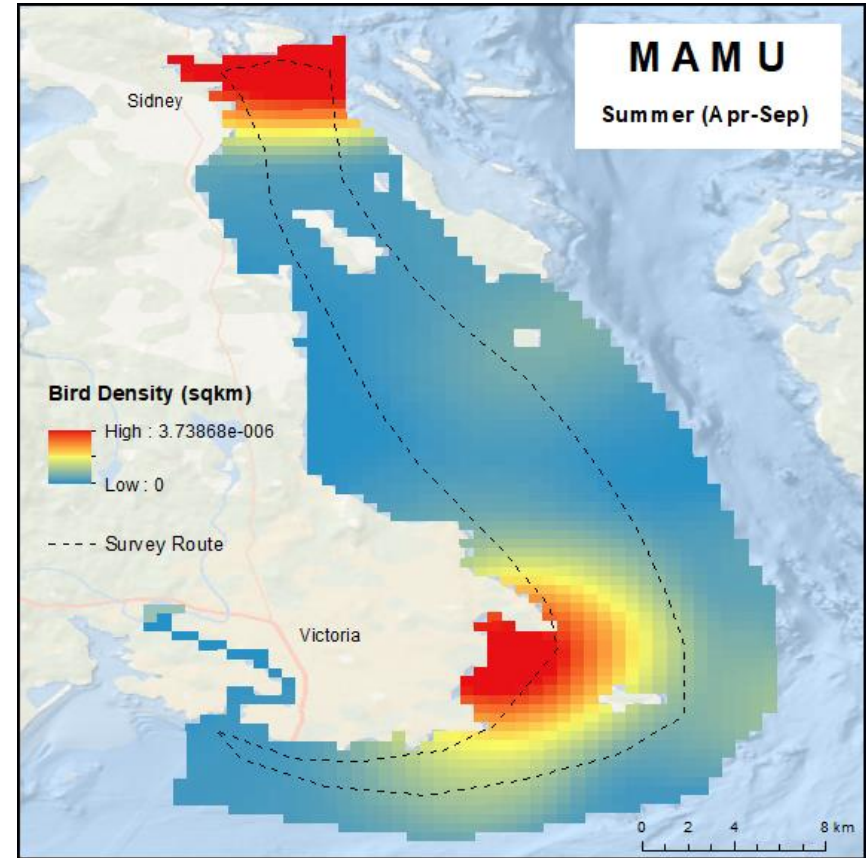 M A M U
Summer (Apr-Sep)
Sidney
Bird Density (sqkm)
High : 3.73868e-006
Low : 0
Survey Route
Victoria
0 2 4 8 km